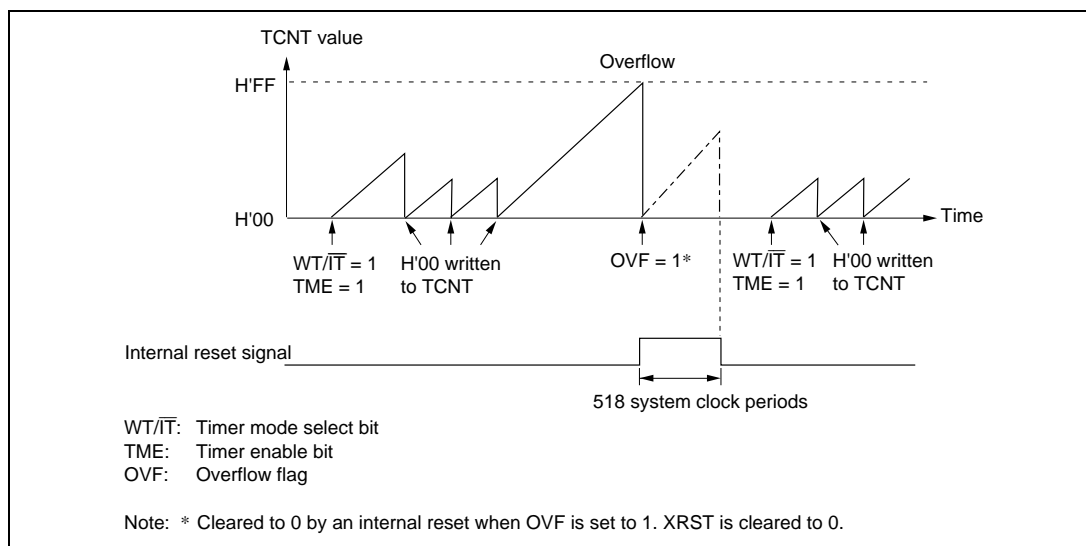 TCNT value
Overflow
H'FF
H'00
Time
WT/I̅T̅ = 1
TME = 1
H'00 written
to TCNT
OVF = 1*
WT/I̅T̅ = 1
TME = 1
H'00 written
to TCNT
Internal reset signal
518 system clock periods
WT/I̅T̅: Timer mode select bit
TME: Timer enable bit
OVF: Overflow flag
Note: * Cleared to 0 by an internal reset when OVF is set to 1. XRST is cleared to 0.